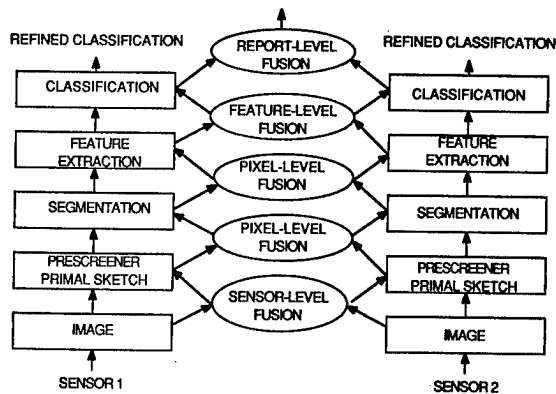 REFINED CLASSIFICATION
CLASSIFICATION
FEATURE
EXTRACTION
SEGMENTATION
PRESCREENER
PRIMAL SKETCH
IMAGE
SENSOR 1
REPORT-LEVEL
FUSION
FEATURE-LEVEL
FUSION
PIXEL-LEVEL
FUSION
PIXEL-LEVEL
FUSION
SENSOR-LEVEL
FUSION
REFINED CLASSIFICATION
CLASSIFICATION
FEATURE
EXTRACTION
SEGMENTATION
PRESCREENER
PRIMAL SKETCH
IMAGE
SENSOR 2